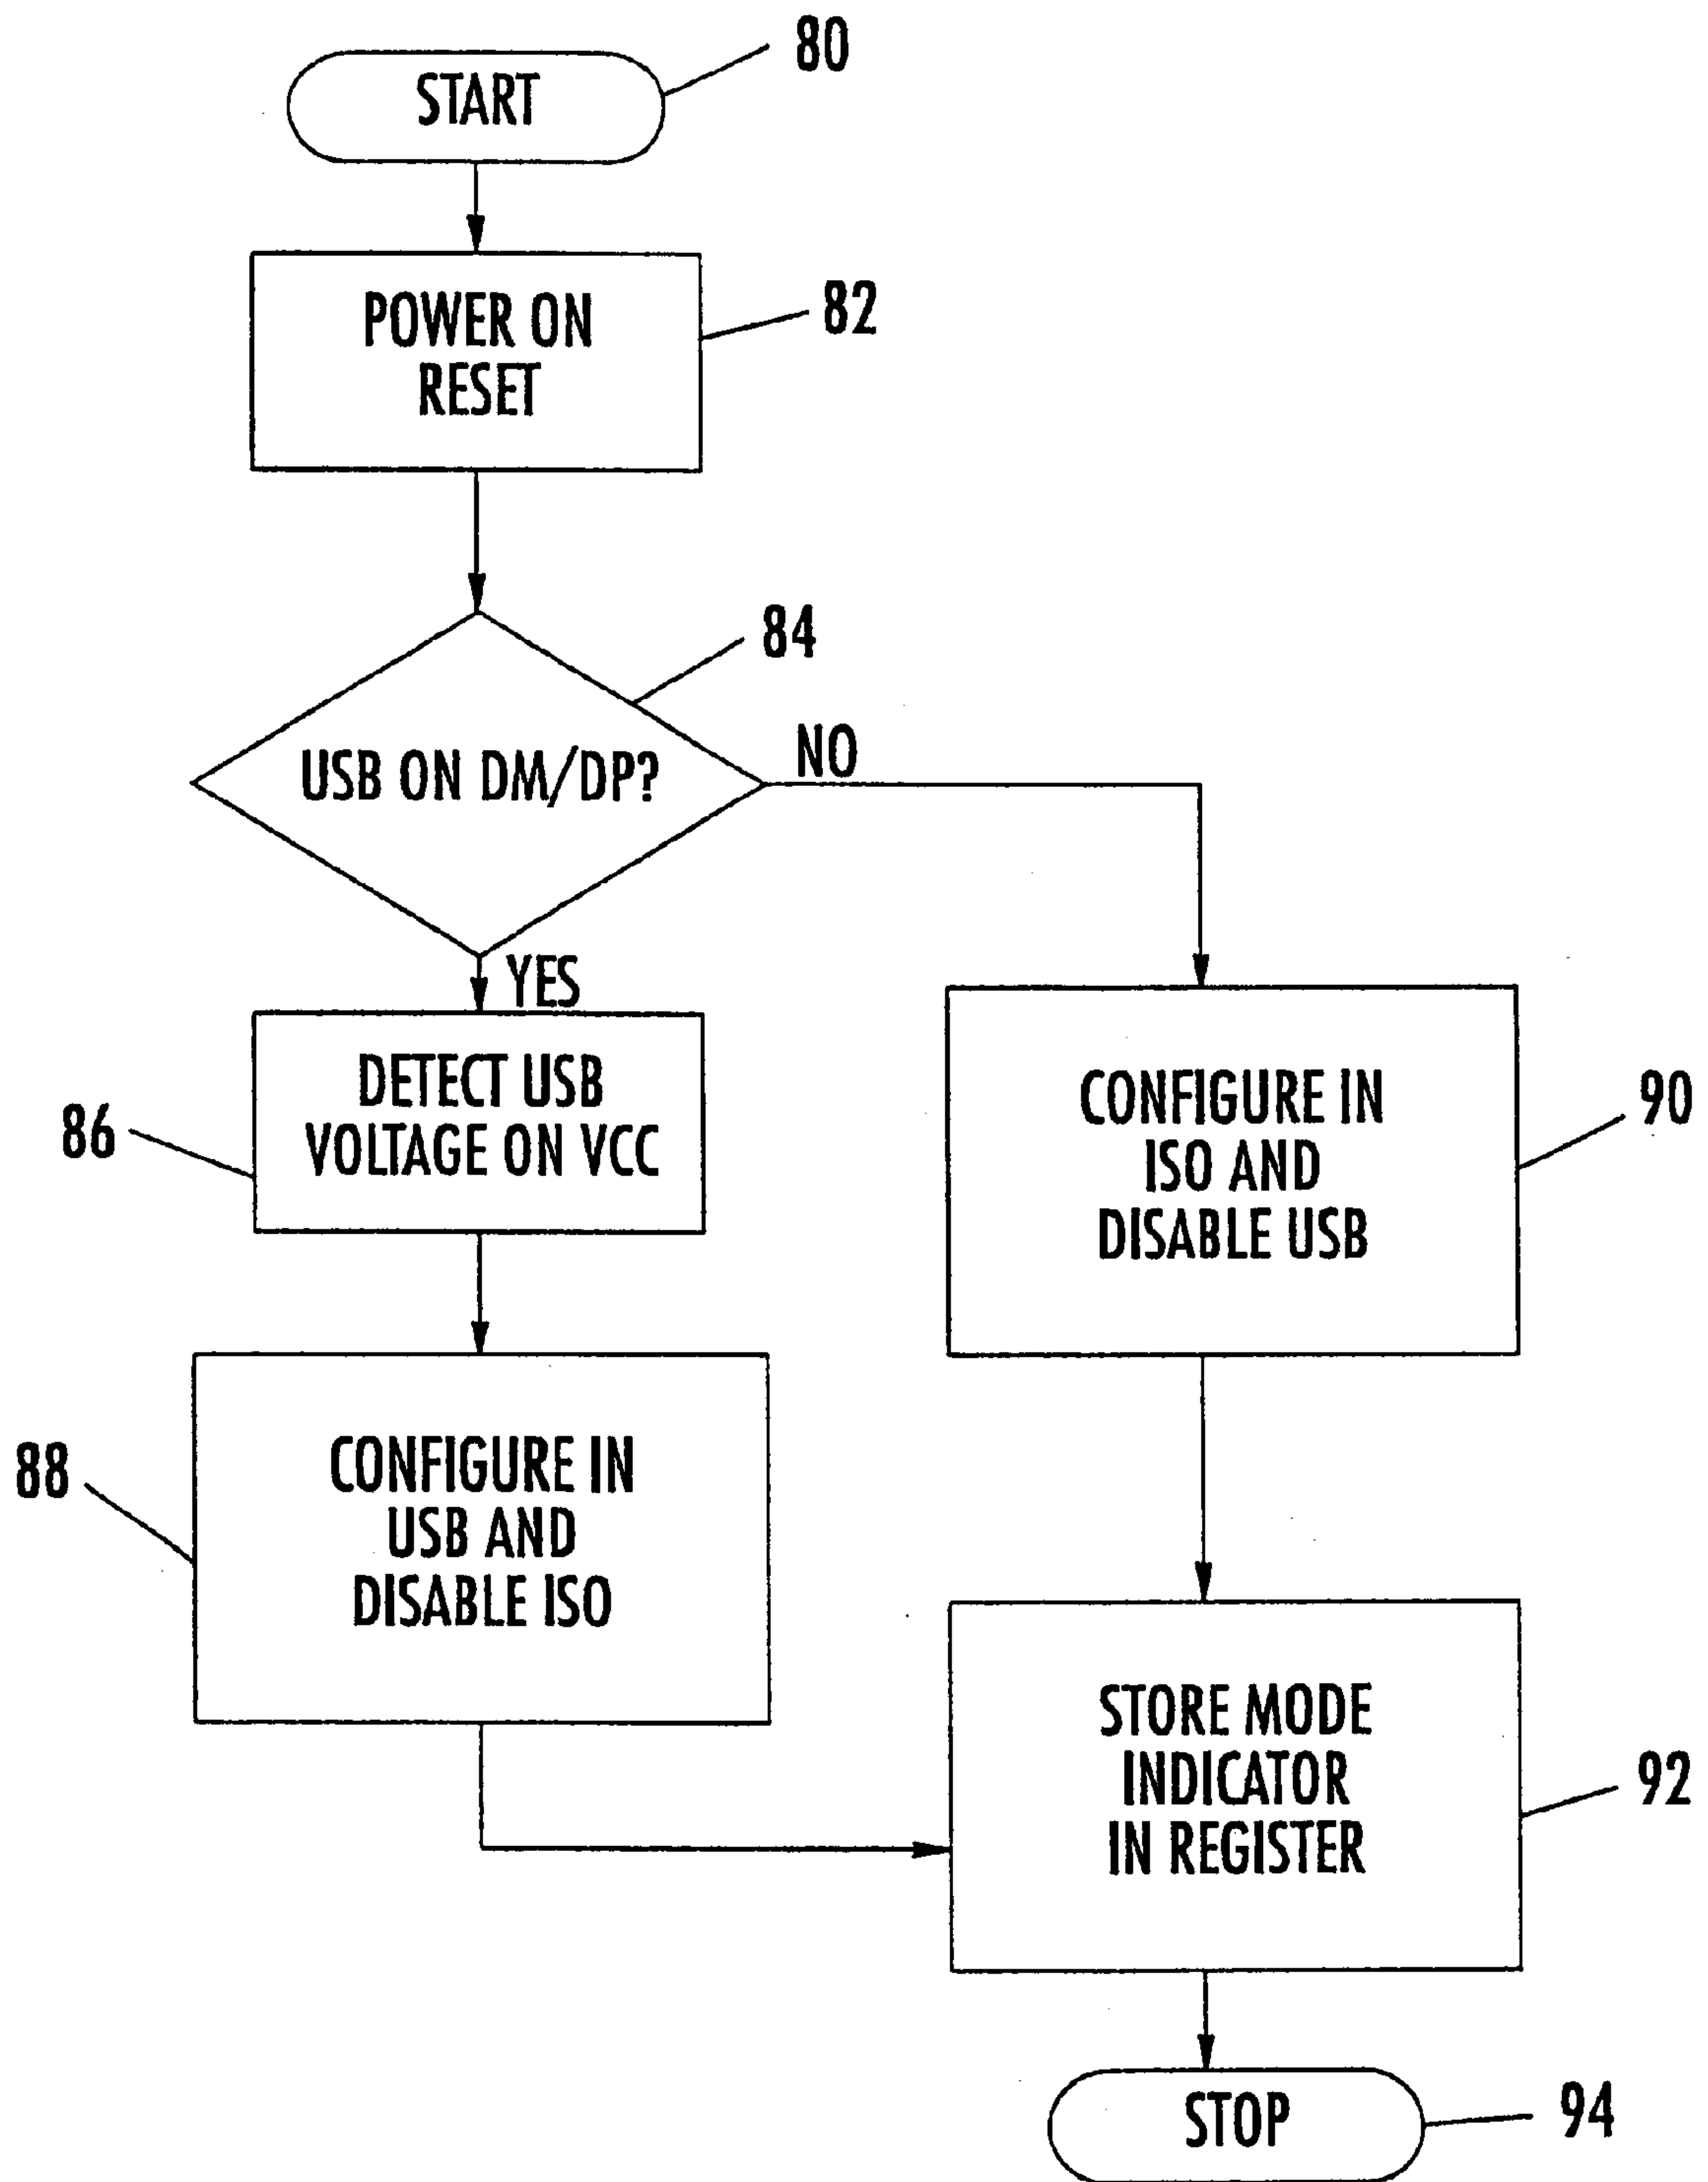 START
80
POWER ON
RESET
82
84
USB ON DM/DP?
NO
YES
DETECT USB
VOLTAGE ON VCC
86
CONFIGURE IN
ISO AND
DISABLE USB
90
CONFIGURE IN
USB AND
DISABLE ISO
88
STORE MODE
INDICATOR
IN REGISTER
92
STOP
94